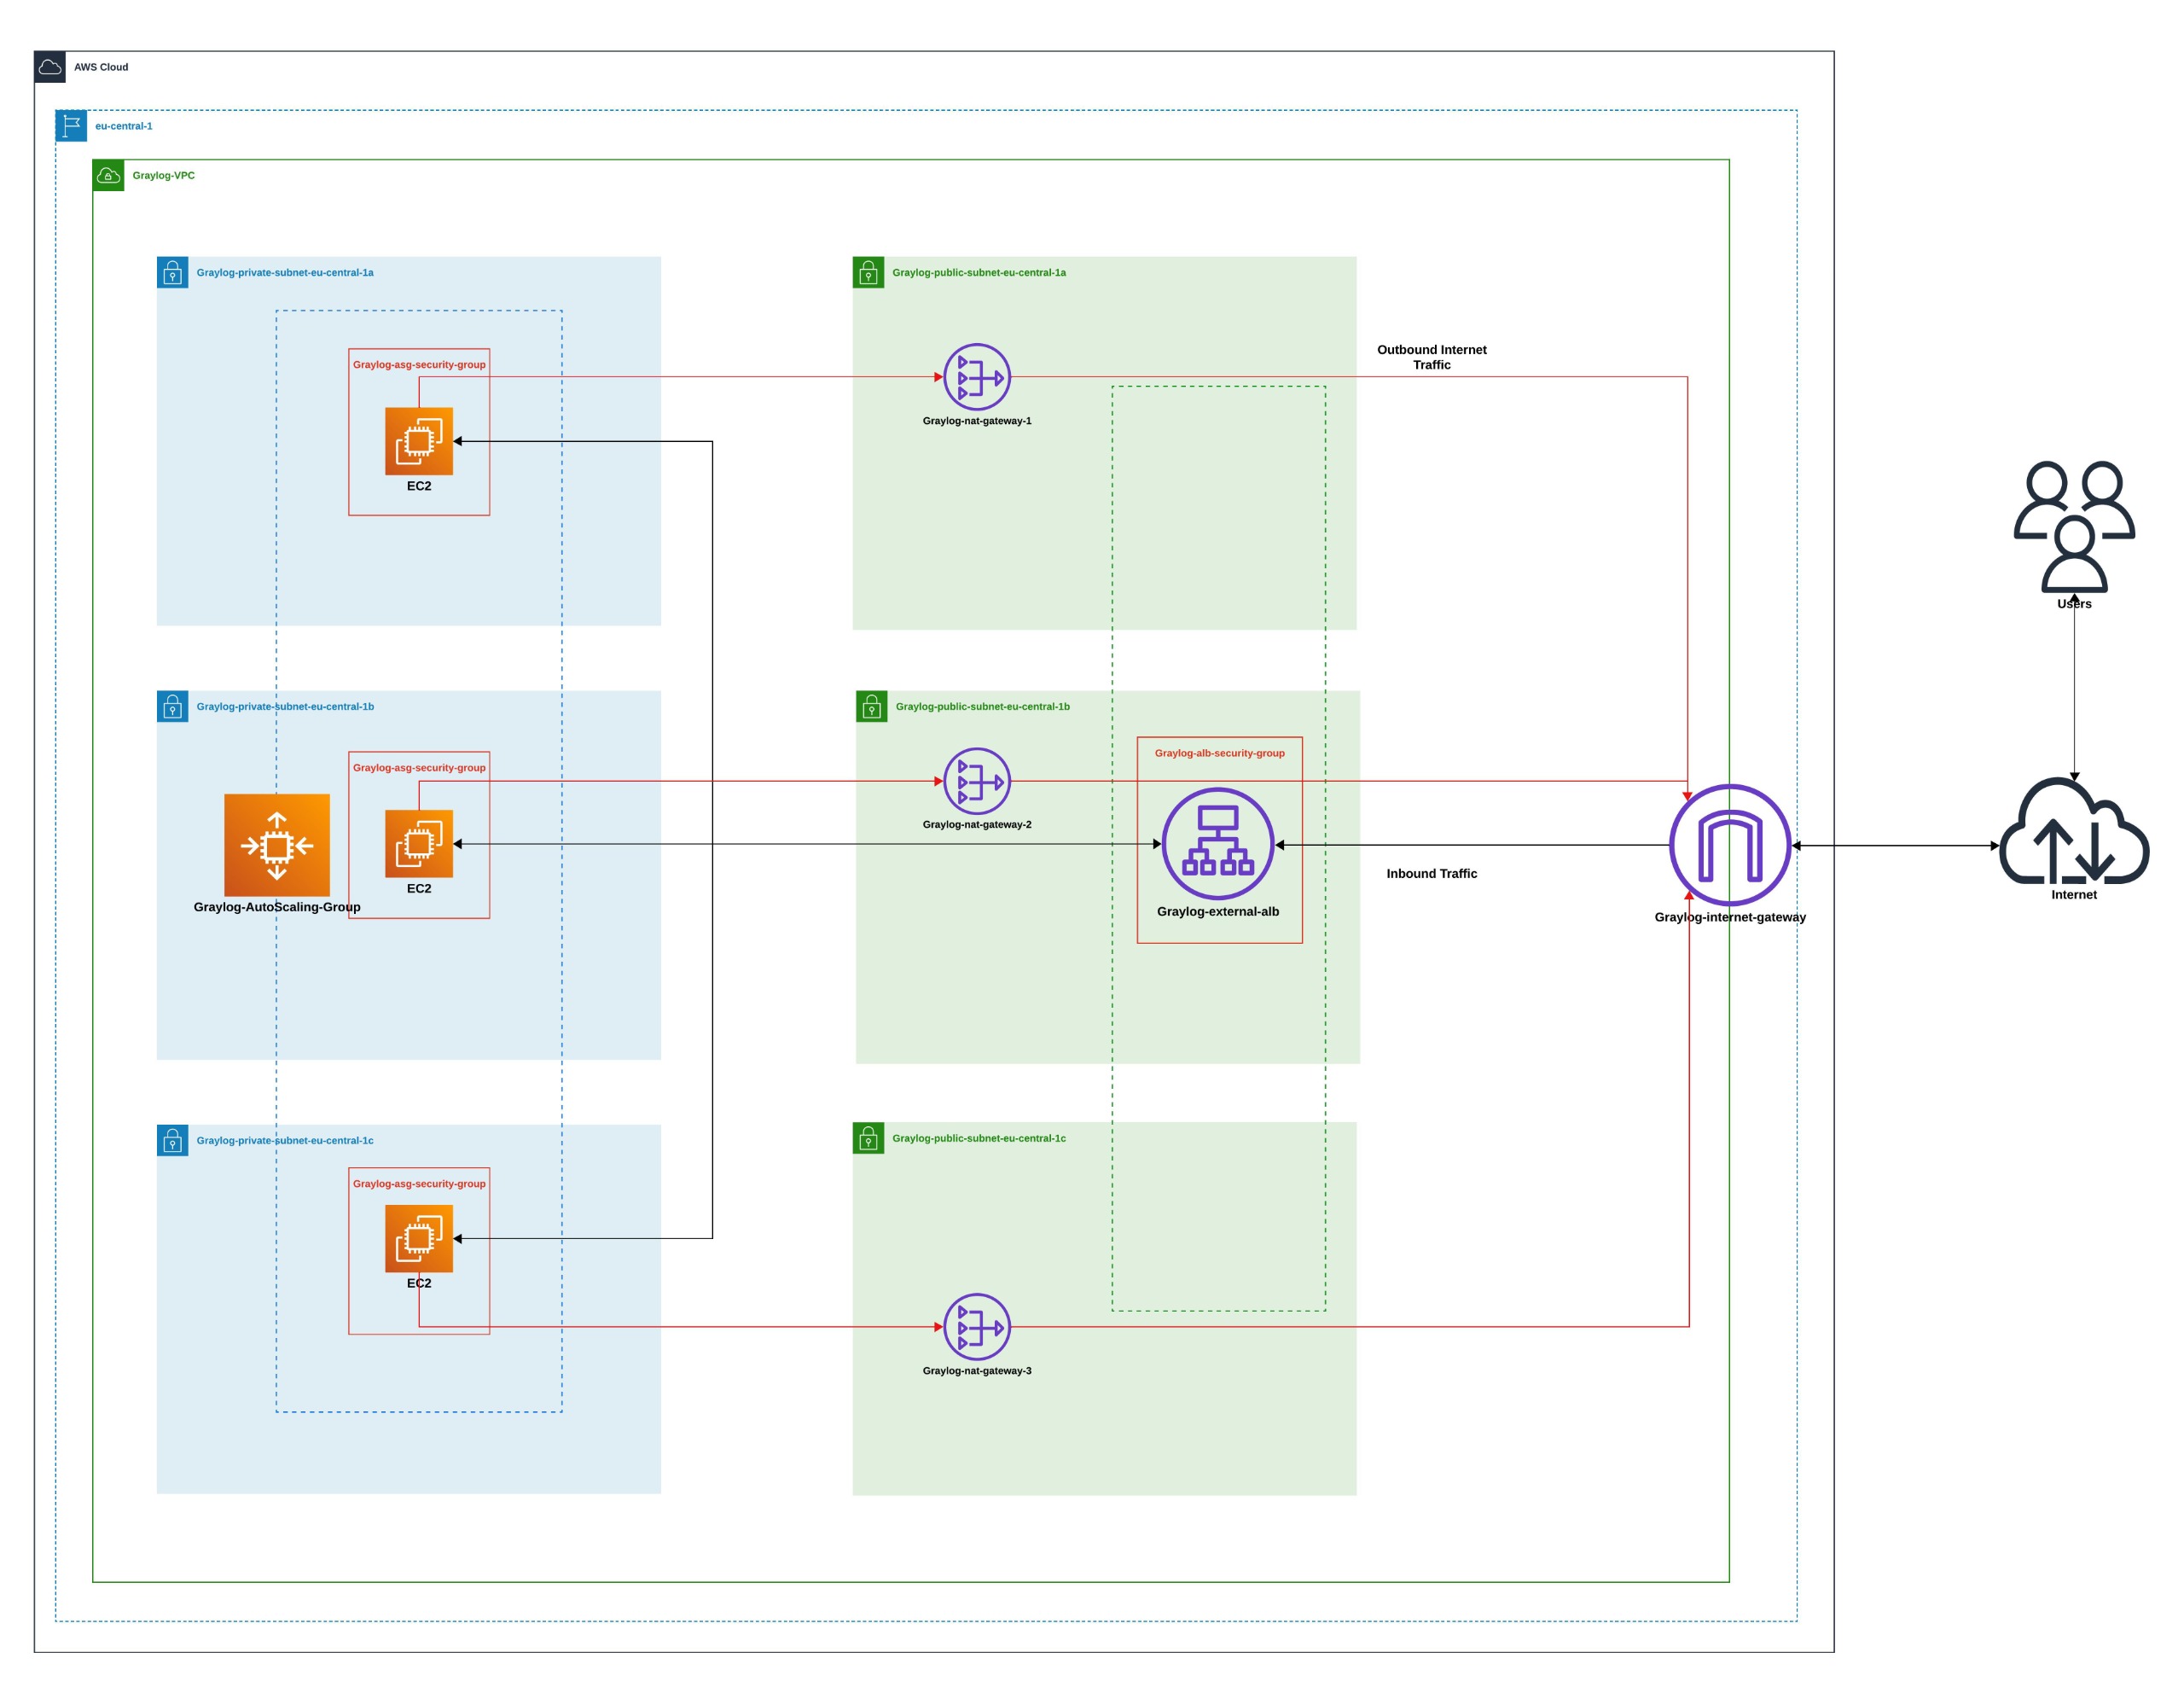 AWS Cloud
eu-central-1
Graylog-VPC
Graylog-private-subnet-eu-central-1a
Graylog-public-subnet-eu-central-1a
Graylog-asg-security-group
EC2
Graylog-nat-gateway-1
Outbound Internet
Traffic
Users
Graylog-private-subnet-eu-central-1b
Graylog-public-subnet-eu-central-1b
Graylog-asg-security-group
EC2
Graylog-AutoScaling-Group
Graylog-nat-gateway-2
Graylog-alb-security-group
Graylog-external-alb
Inbound Traffic
Graylog-internet-gateway
Internet
Graylog-private-subnet-eu-central-1c
Graylog-public-subnet-eu-central-1c
Graylog-asg-security-group
EC2
Graylog-nat-gateway-3